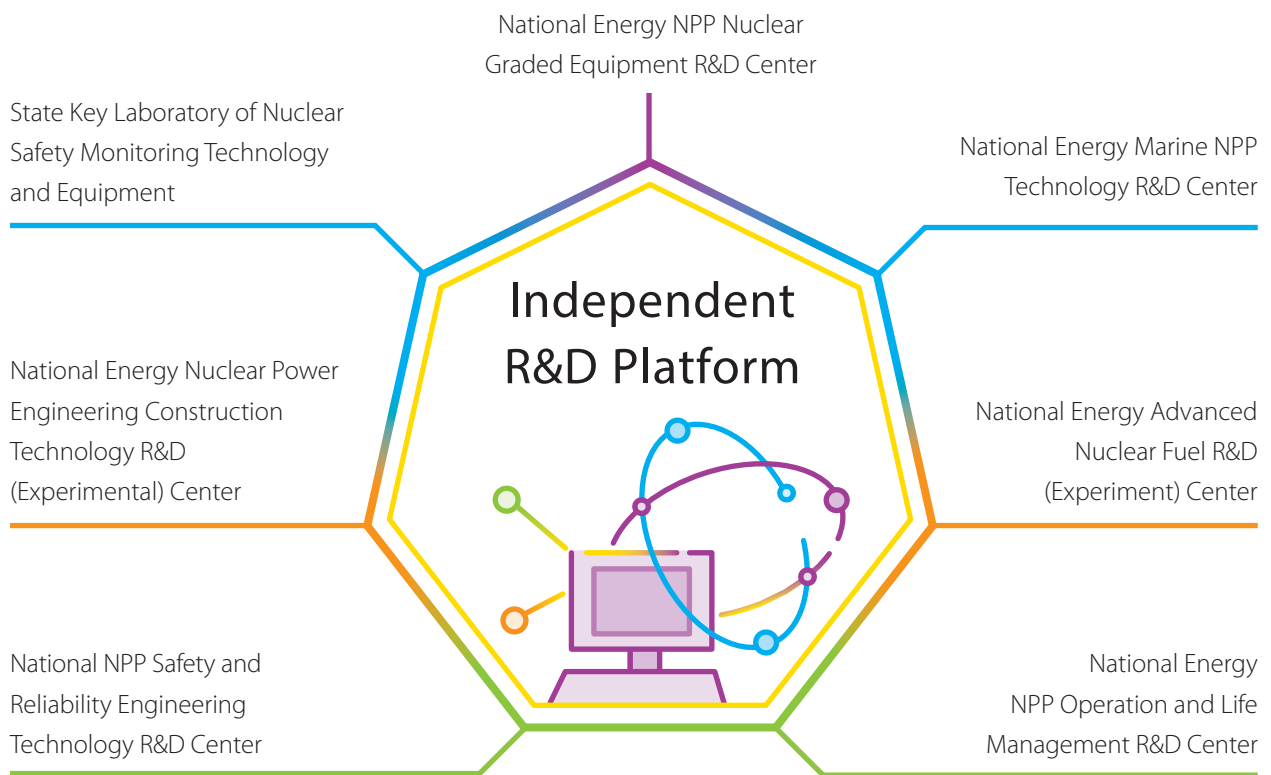 National Energy NPP Nuclear
Graded Equipment R&D Center
State Key Laboratory of Nuclear
Safety Monitoring Technology
and Equipment
National Energy Marine NPP
Technology R&D Center
Independent
R&D Platform
National Energy Nuclear Power
Engineering Construction
Technology R&D
(Experimental) Center
National Energy Advanced
Nuclear Fuel R&D
(Experiment) Center
National NPP Safety and
Reliability Engineering
Technology R&D Center
National Energy
NPP Operation and Life
Management R&D Center